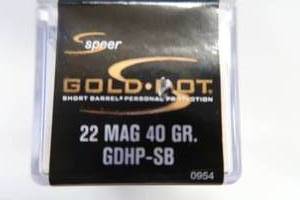 Speer
GOLD DOT
SHORT BARREL® PERSONAL PROTECTION
22 MAG 40 GR.
GDHP-SB
0954